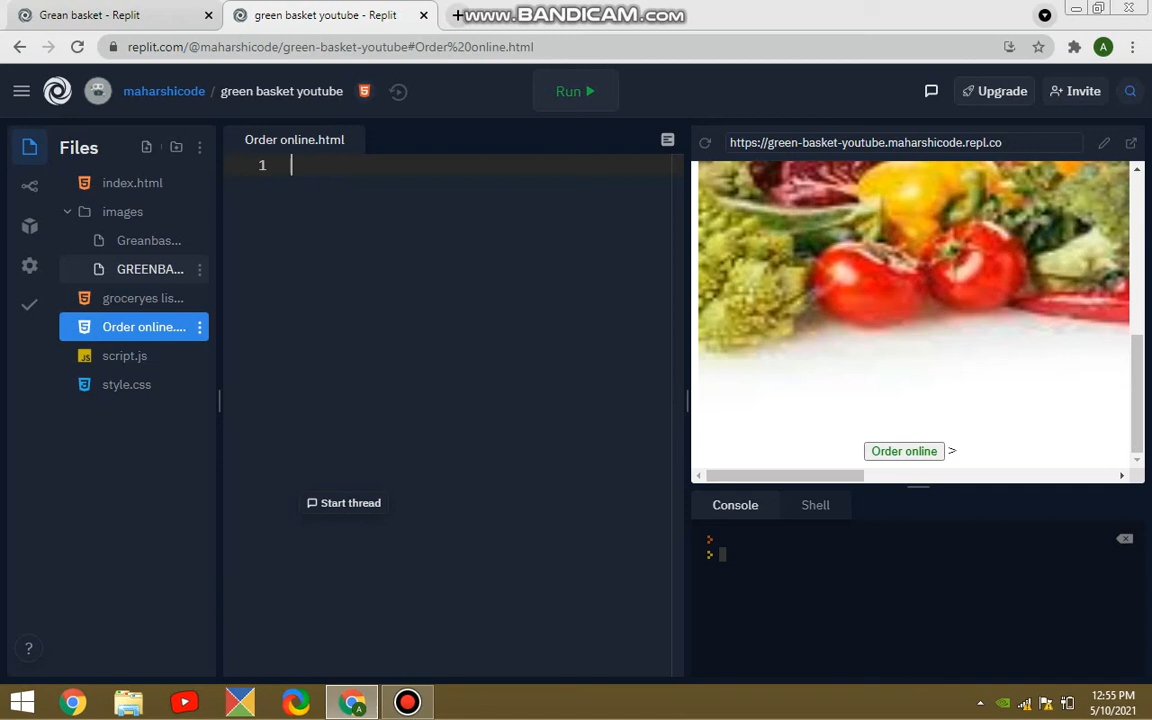 Grean basket - Replit
green basket youtube - Replit
www.BANDICAM.com
replit.com/@maharshicode/green-basket-youtube#Order%20online.html
A
maharshicode / green basket youtube
Run
Upgrade
Invite
Files
Order online.html
https://green-basket-youtube.maharshicode.repl.co
1
index.html
images
Greanbas...
GREENBA...
groceryes lis...
Order online....
JS script.js
style.css
Start thread
Order online >
Console
Shell
?
12:55 PM
5/10/2021